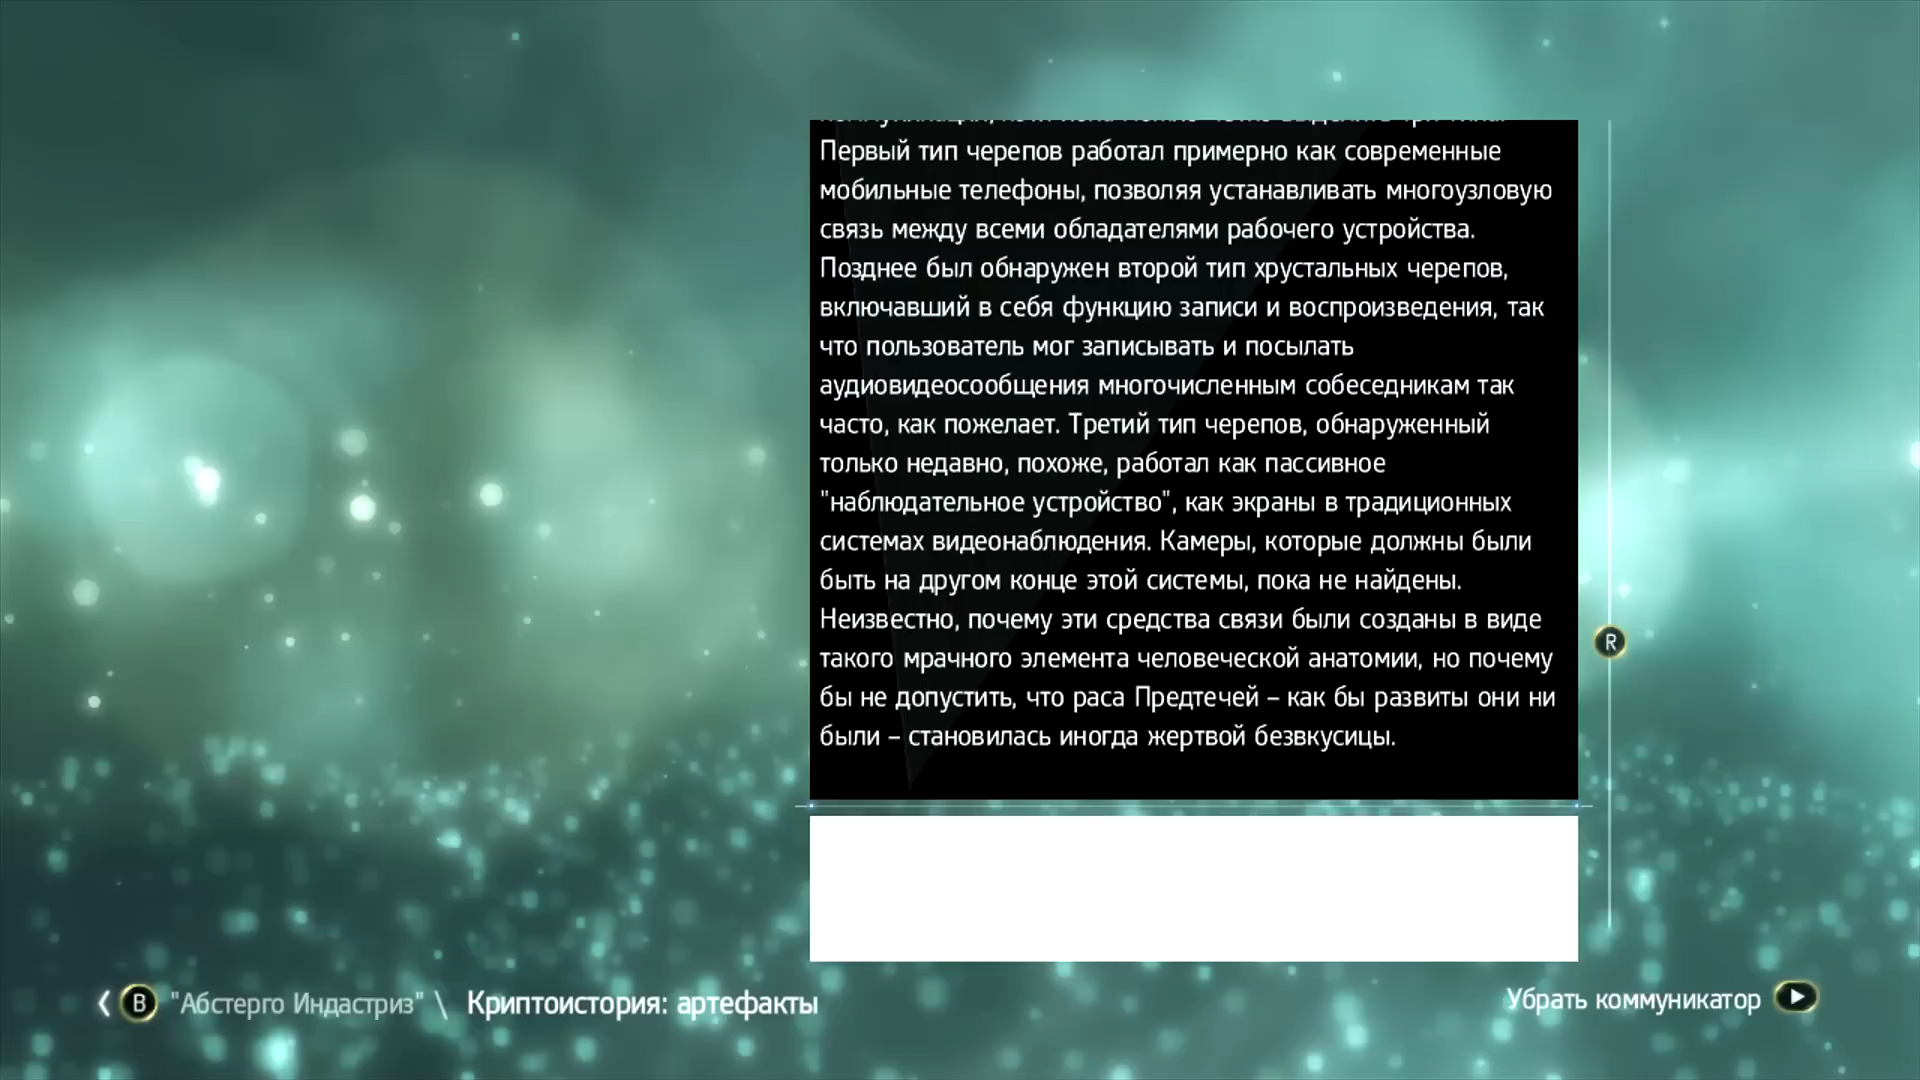 Первый тип черепов работал примерно как современные
мобильные телефоны, позволяя устанавливать многоузловую
связь между всеми обладателями рабочего устройства.
Позднее был обнаружен второй тип хрустальных черепов,
включавший в себя функцию записи и воспроизведения, так
что пользователь мог записывать и посылать
аудиовидеосообщения многочисленным собеседникам так
часто, как пожелает. Третий тип черепов, обнаруженный
только недавно, похоже, работал как пассивное
"наблюдательное устройство", как экраны в традиционных
системах видеонаблюдения. Камеры, которые должны были
быть на другом конце этой системы, пока не найдены.
Неизвестно, почему эти средства связи были созданы в виде
такого мрачного элемента человеческой анатомии, но почему
бы не допустить, что раса Предтечей – как бы развиты они ни
были – становилась иногда жертвой безвкусицы.
R
B "Абстерго Индастриз" \ Криптоистория: артефакты
Убрать коммуникатор